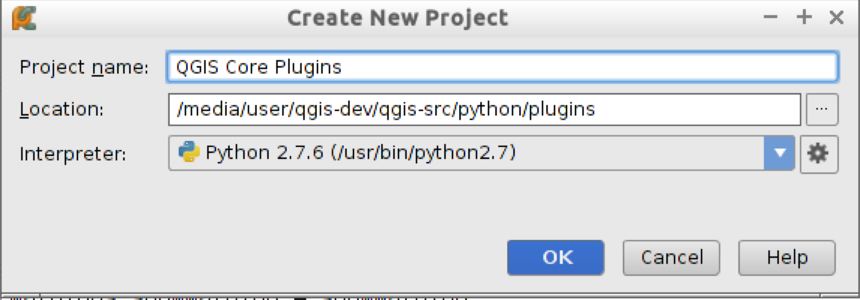 Create New Project
Project name: QGIS Core Plugins
Location: /media/user/qgis-dev/qgis-src/python/plugins ...
Interpreter: Python 2.7.6 (/usr/bin/python2.7)
OK Cancel Help